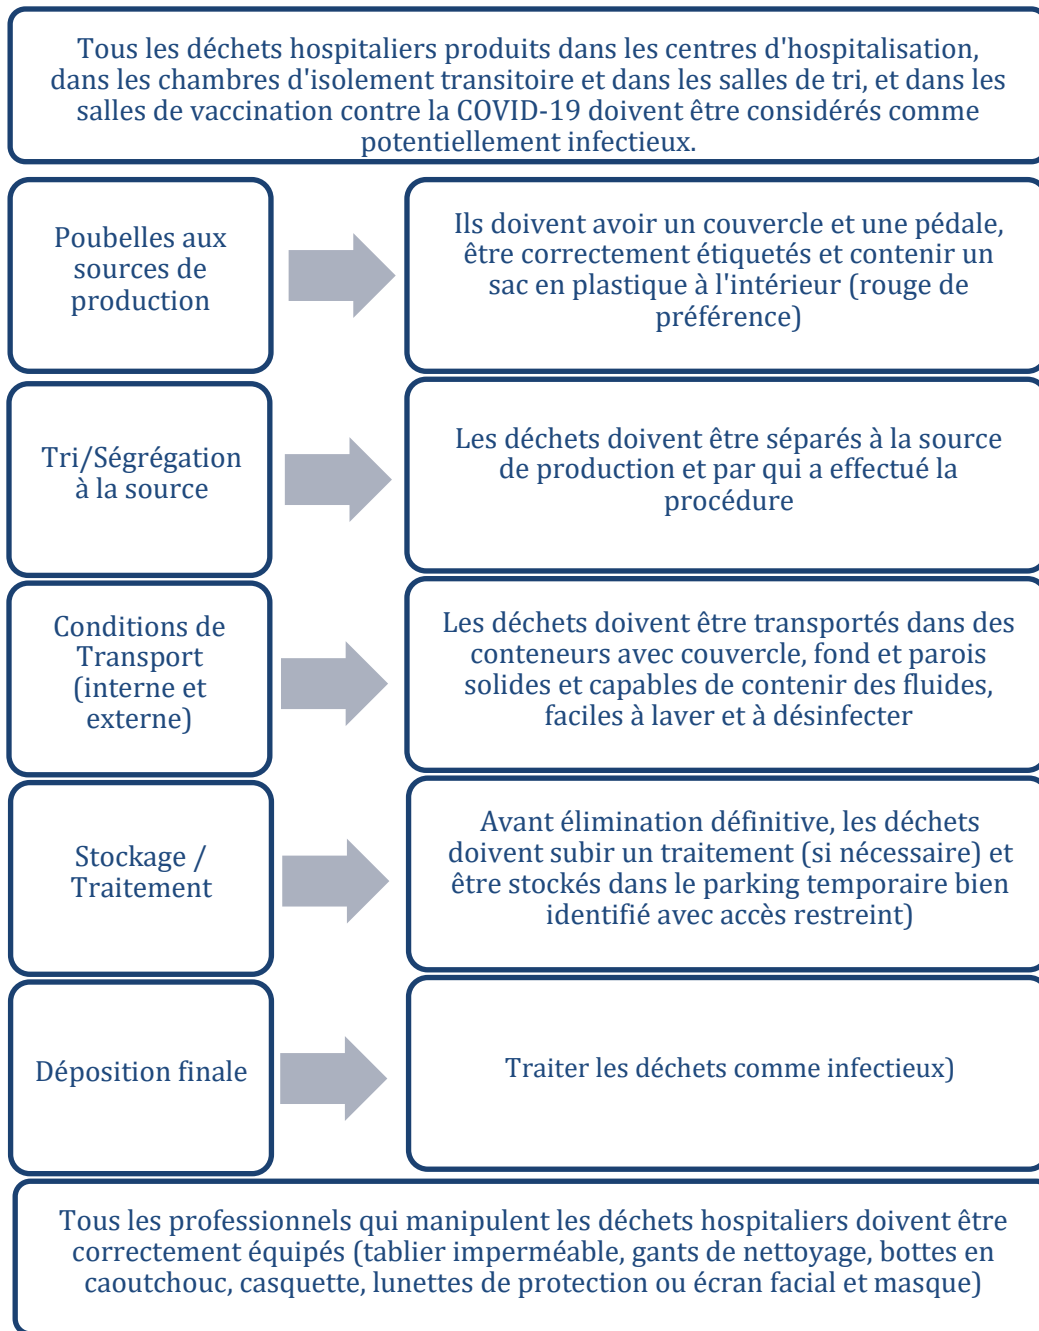 Tous les déchets hospitaliers produits dans les centres d'hospitalisation,
dans les chambres d'isolement transitoire et dans les salles de tri, et dans les
salles de vaccination contre la COVID-19 doivent être considérés comme
potentiellement infectieux.
Poubelles aux
sources de
production
Ils doivent avoir un couvercle et une pédale,
être correctement étiquetés et contenir un
sac en plastique à l'intérieur (rouge de
préférence)
Tri/Ségrégation
à la source
Les déchets doivent être séparés à la source
de production et par qui a effectué la
procédure
Conditions de
Transport
(interne et
externe)
Les déchets doivent être transportés dans des
conteneurs avec couvercle, fond et parois
solides et capables de contenir des fluides,
faciles à laver et à désinfecter
Stockage /
Traitement
Avant élimination définitive, les déchets
doivent subir un traitement (si nécessaire) et
être stockés dans le parking temporaire bien
identifié avec accès restreint)
Déposition finale
Traiter les déchets comme infectieux)
Tous les professionnels qui manipulent les déchets hospitaliers doivent être
correctement équipés (tablier imperméable, gants de nettoyage, bottes en
caoutchouc, casquette, lunettes de protection ou écran facial et masque)